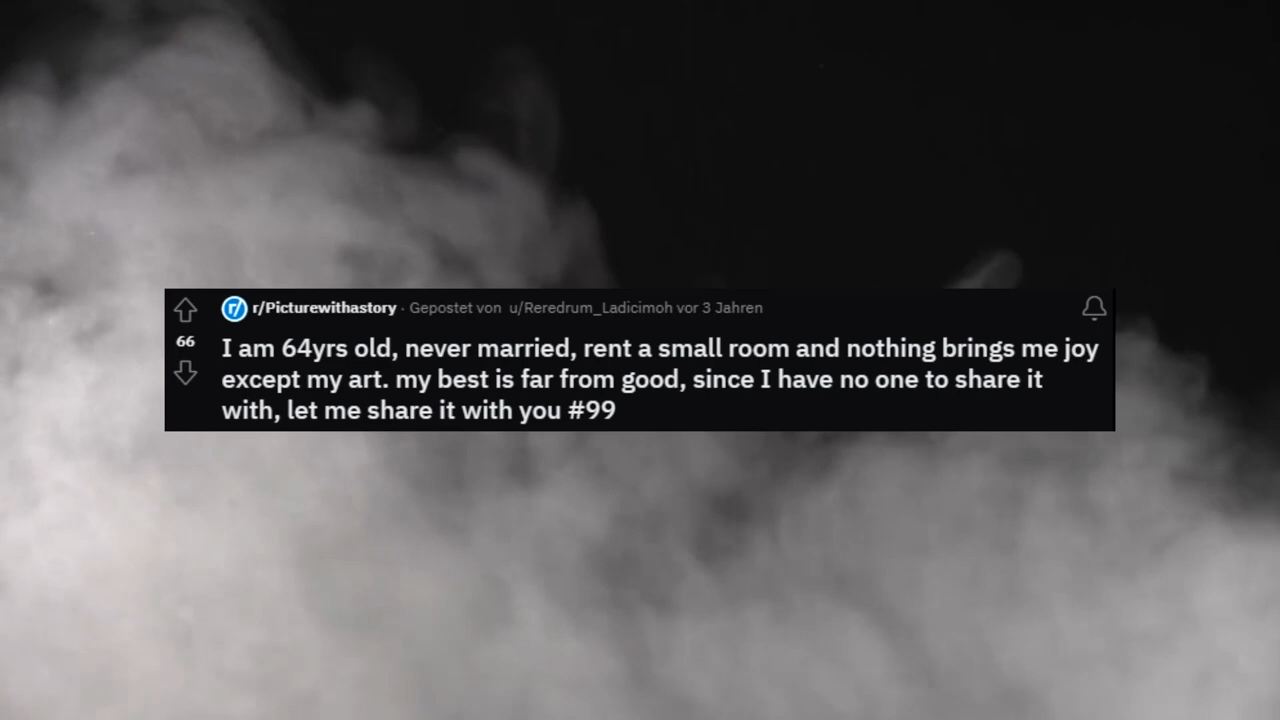 r/Picturewithastory · Gepostet von u/Reredrum_Ladicimoh vor 3 Jahren
66
I am 64yrs old, never married, rent a small room and nothing brings me joy
except my art. my best is far from good, since I have no one to share it
with, let me share it with you #99